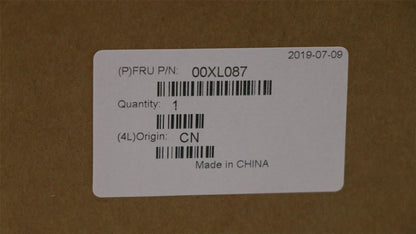 2019-07-09
(P)FRU P/N: 00XL087
Quantity: 1
(4L)Origin: CN
Made in CHINA